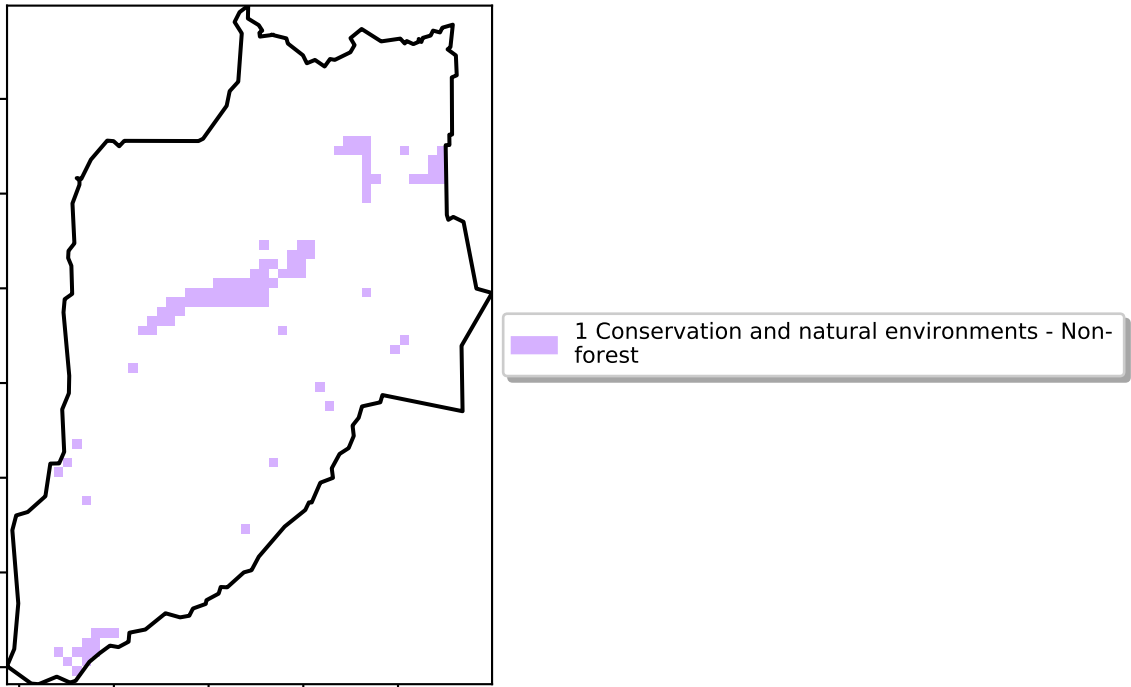 1 Conservation and natural environments - Non-
forest